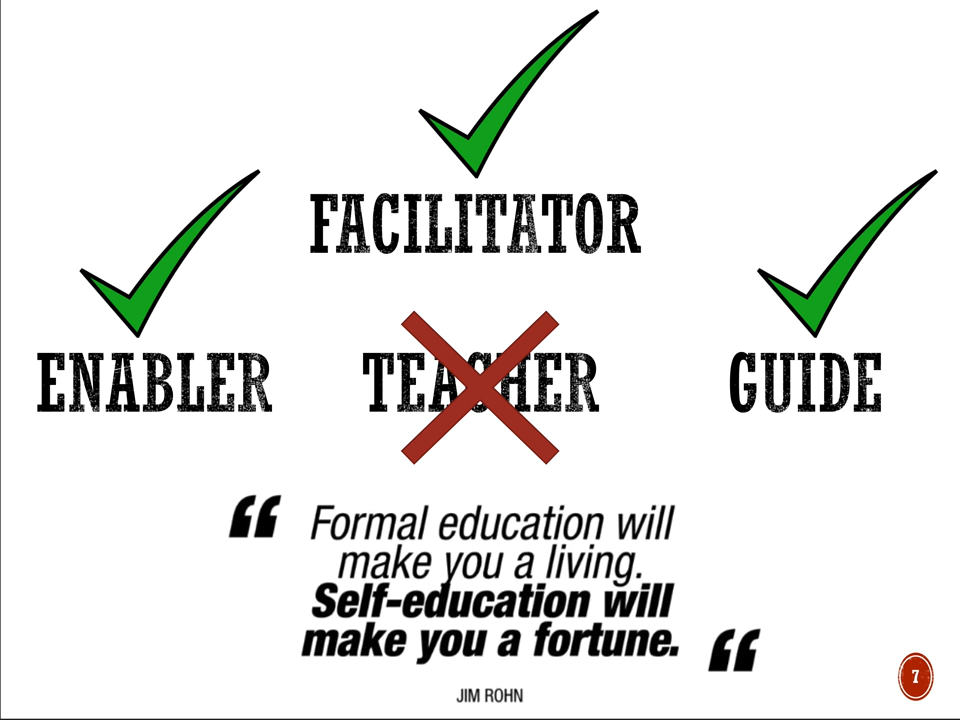 FACILITATOR
ENABLER TEACHER GUIDE
“ Formal education will
make you a living.
Self-education will
make you a fortune. “
JIM ROHN
7